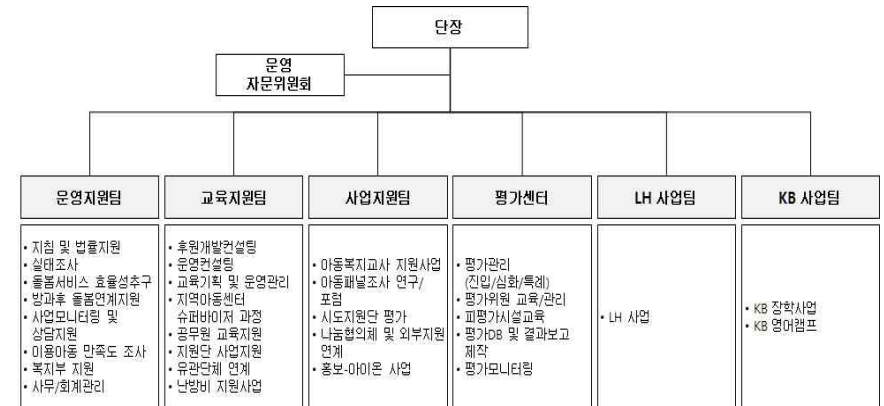 단장
운영
자문위원회
운영지원팀
• 지침 및 법률지원
• 실태조사
• 돌봄서비스 효율성추구
• 방과후 돌봄연계지원
• 사업모니터링 및
상담지원
• 이용아동 만족도 조사
• 복지부 지원
• 사무/회계관리
교육지원팀
• 후원개발컨설팅
• 운영컨설팅
• 교육기획 및 운영관리
• 지역아동센터
슈퍼바이저 과정
• 공무원 교육지원
• 지원단 사업지원
• 유관단체 연계
• 난방비 지원사업
사업지원팀
• 아동복지교사 지원사업
• 아동패널조사 연구/
포럼
• 시도지원단 평가
• 나눔협의체 및 외부지원
연계
• 홍보-아이온 사업
평가센터
• 평가관리
(진입/심화/특례)
• 평가위원 교육/관리
• 피평가시설교육
• 평가DB 및 결과보고
제작
• 평가모니터링
LH 사업팀
• LH 사업
KB 사업팀
• KB 장학사업
• KB 영어캠프